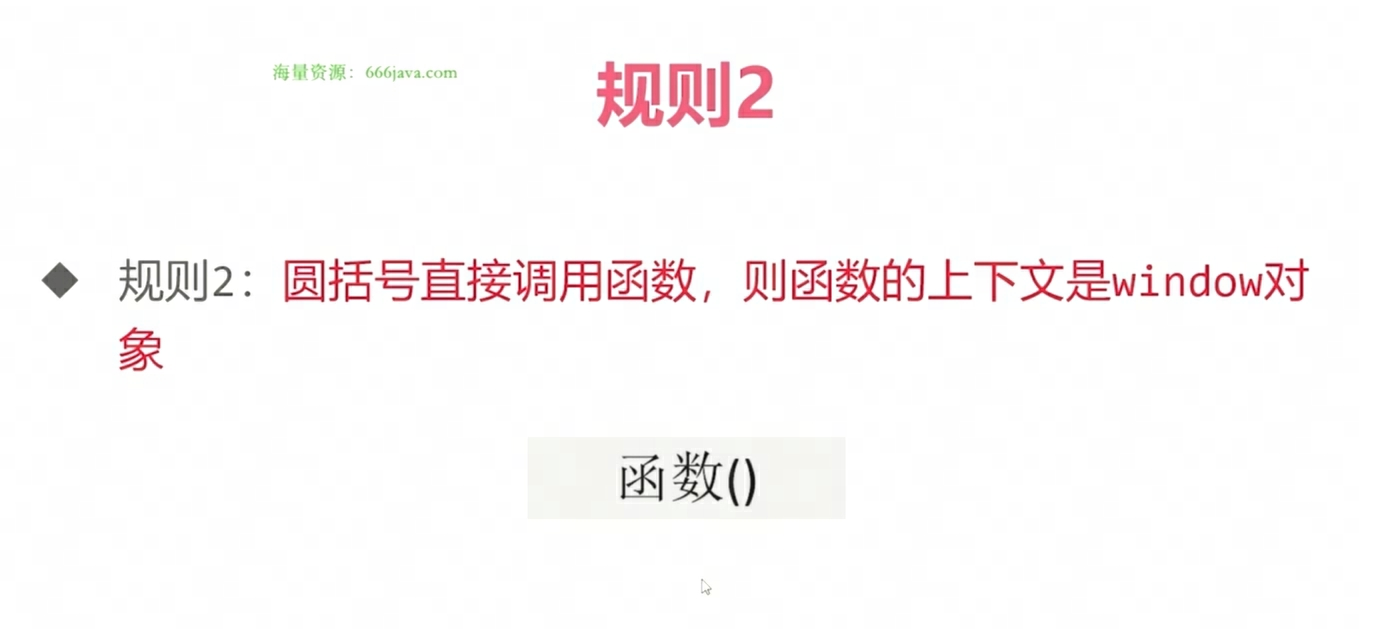 海量资源：666java.com
规则2
规则2：圆括号直接调用函数，则函数的上下文是window对
象
函数()